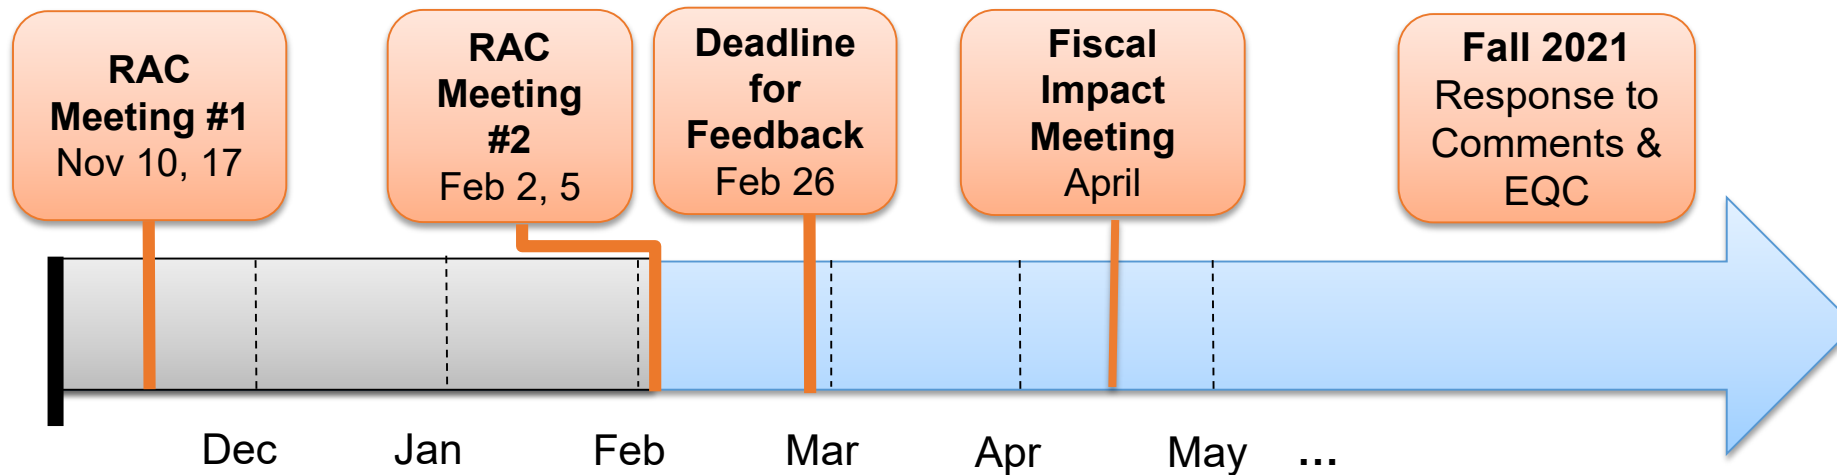 RAC
Meeting #1
Nov 10, 17
RAC
Meeting
#2
Feb 2, 5
Deadline
for
Feedback
Feb 26
Fiscal
Impact
Meeting
April
Fall 2021
Response to
Comments &
EQC
Dec
Jan
Feb
Mar
Apr
May
...